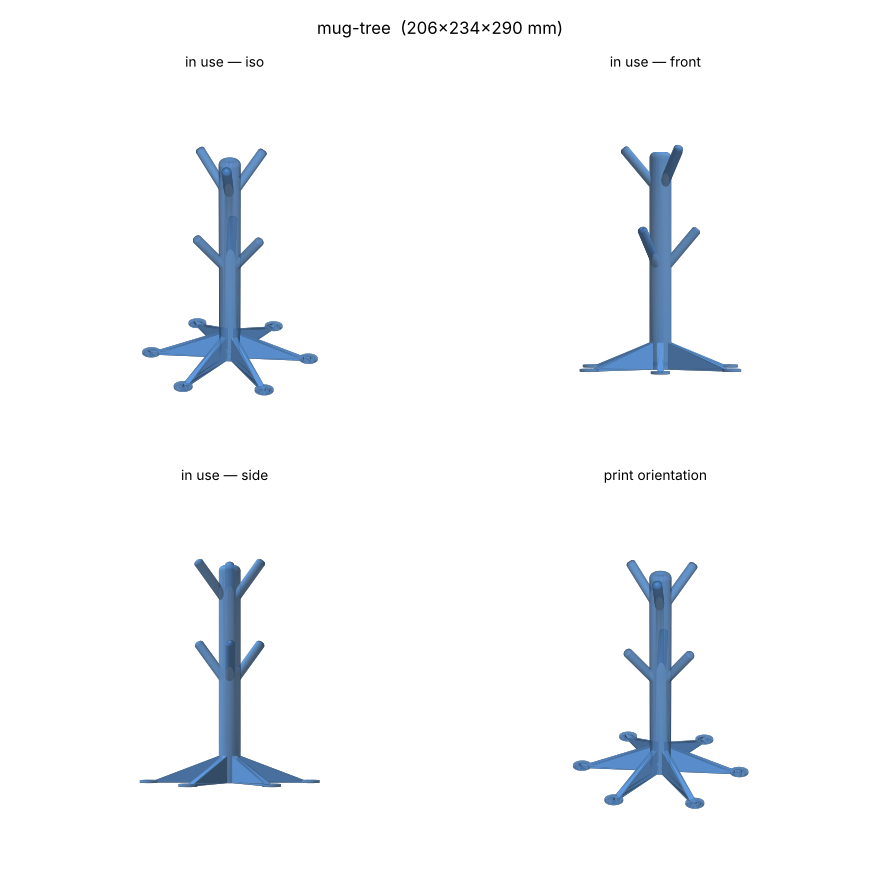 mug-tree  (206×234×290 mm)
in use — iso
in use — front
in use — side
print orientation